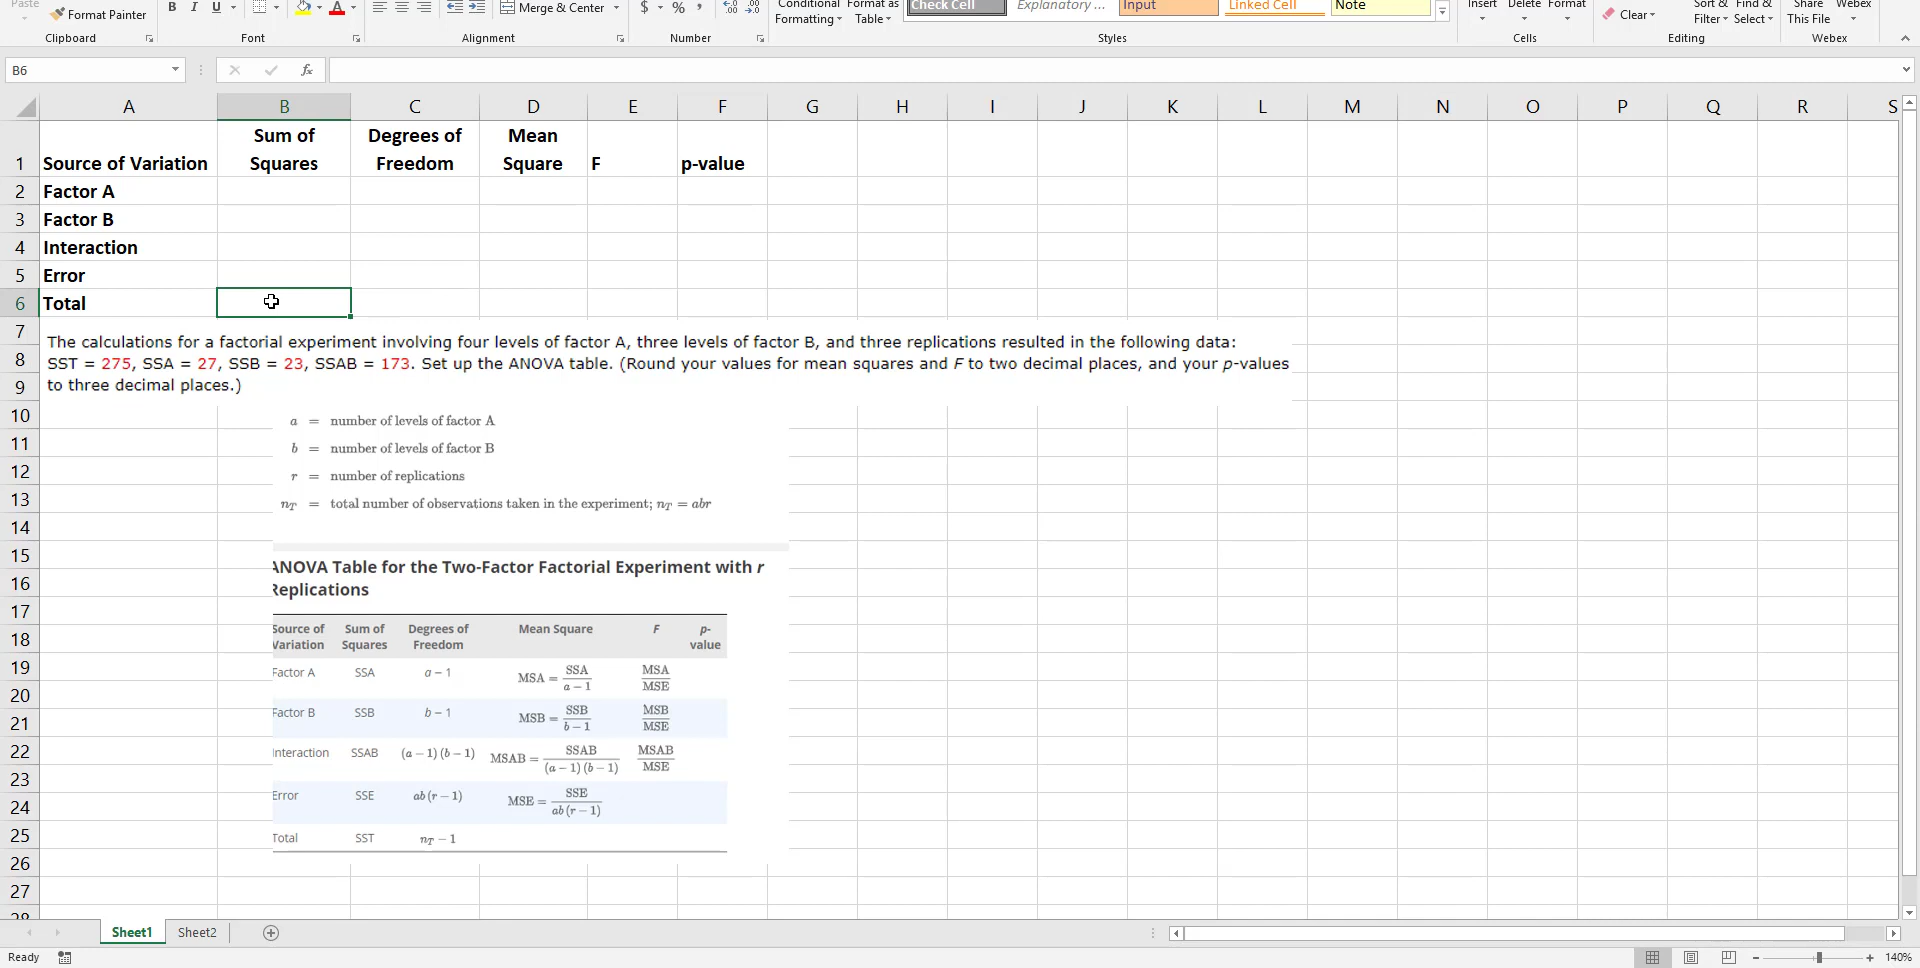 Paste
Format Painter
B I U
Merge & Center
$ % ,
Conditional
Formatting
Format as
Table
Check Cell
Explanatory ...
Input
Linked Cell
Note
Insert
Delete
Format
Clear
Sort &
Filter
Find &
Select
Share
This File
Webex
Clipboard
Font
Alignment
Number
Styles
Cells
Editing
Webex
B6
fx
A B C D E F G H I J K L M N O P Q R S
1 Source of Variation
Sum of
Squares
Degrees of
Freedom
Mean
Square
F
p-value
2 Factor A
3 Factor B
4 Interaction
5 Error
6 Total
7
8
9
The calculations for a factorial experiment involving four levels of factor A, three levels of factor B, and three replications resulted in the following data:
SST = 275, SSA = 27, SSB = 23, SSAB = 173. Set up the ANOVA table. (Round your values for mean squares and F to two decimal places, and your p-values
to three decimal places.)
10
11
12
13
14
15
16
17
18
19
20
21
22
23
24
25
26
27
28
a = number of levels of factor A
b = number of levels of factor B
r = number of replications
nT = total number of observations taken in the experiment; nT = abr
ANOVA Table for the Two-Factor Factorial Experiment with r
Replications
Source of
Variation
Sum of
Squares
Degrees of
Freedom
Mean Square
F
p-
value
Factor A SSA a − 1 MSA = SSA / a − 1 MSA / MSE
Factor B SSB b − 1 MSB = SSB / b − 1 MSB / MSE
Interaction SSAB (a − 1) (b − 1) MSAB = SSAB / (a − 1) (b − 1) MSAB / MSE
Error SSE ab (r − 1) MSE = SSE / ab (r − 1)
Total SST nT − 1
Sheet1
Sheet2
Ready
140%